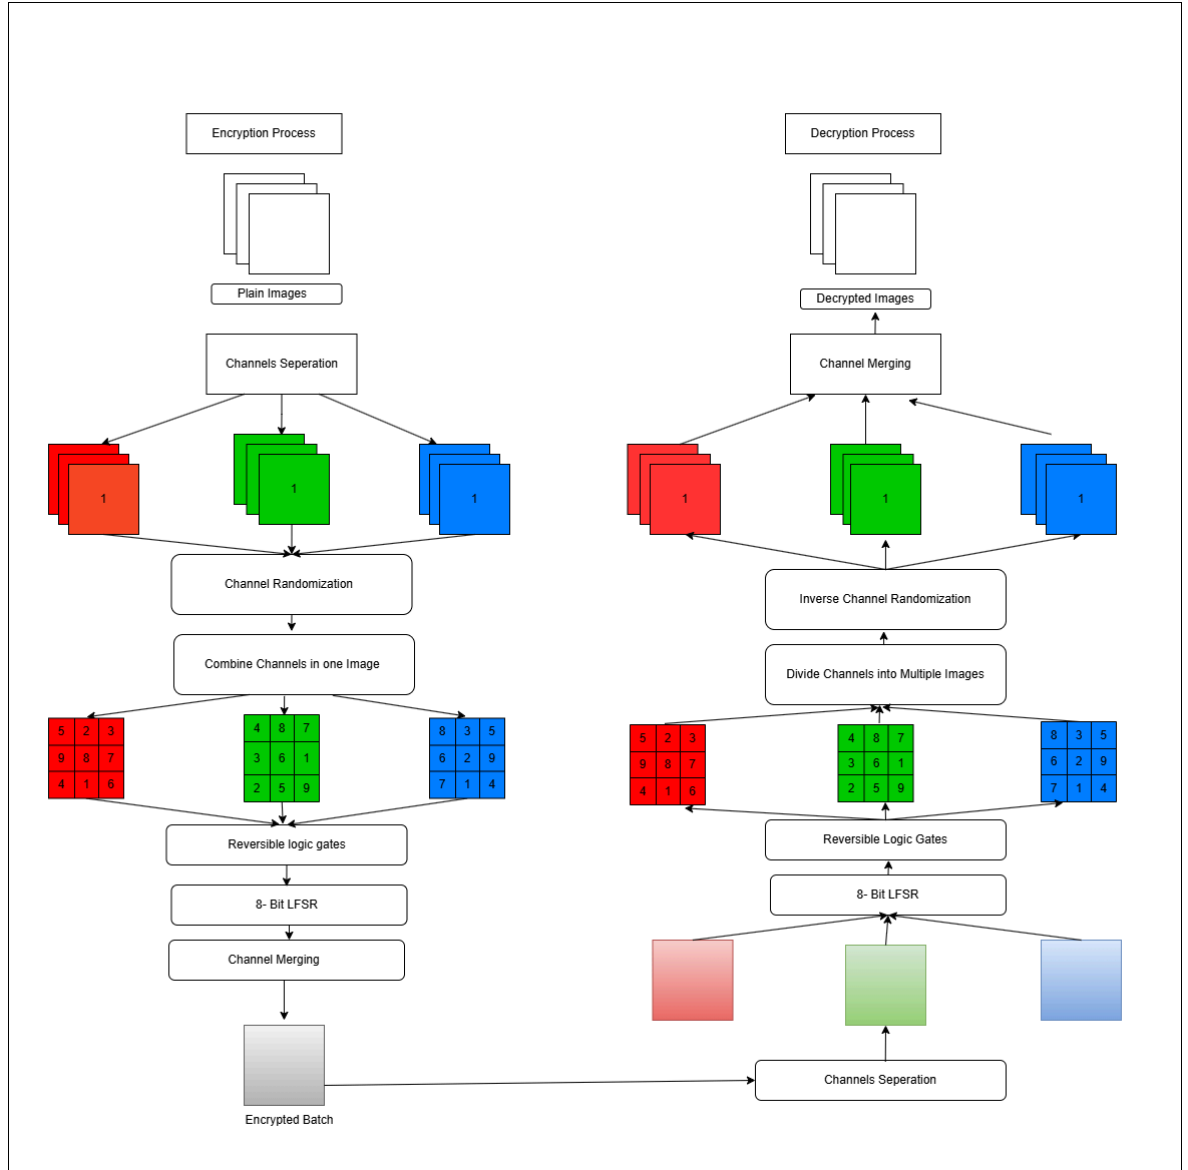 Encryption Process
Plain Images
Channels Seperation
1
1
1
Channel Randomization
Combine Channels in one Image
5 2 3
9 8 7
4 1 6
4 8 7
3 6 1
2 5 9
8 3 5
6 2 9
7 1 4
Reversible logic gates
8- Bit LFSR
Channel Merging
Encrypted Batch
Decryption Process
Decrypted Images
Channel Merging
1
1
1
Inverse Channel Randomization
Divide Channels into Multiple Images
5 2 3
9 8 7
4 1 6
4 8 7
3 6 1
2 5 9
8 3 5
6 2 9
7 1 4
Reversible Logic Gates
8- Bit LFSR
Channels Seperation